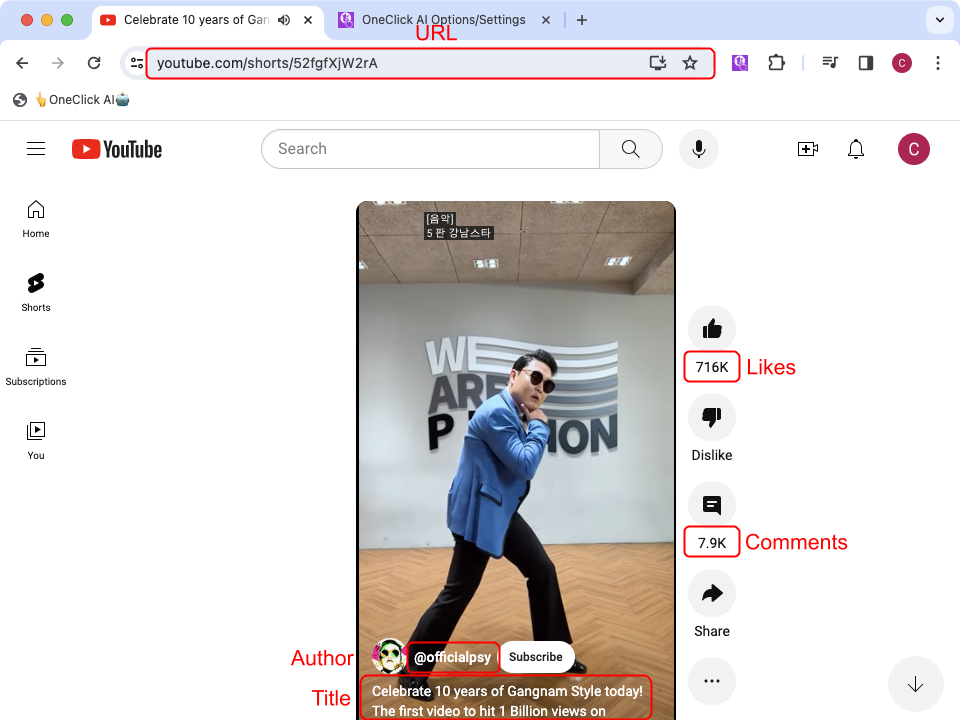 Celebrate 10 years of Gan
OneClick AI Options/Settings
URL
youtube.com/shorts/52fgfXjW2rA
C
👆OneClick AI🤖
YouTube
Search
C
Home
Shorts
Subscriptions
You
[음악]
5 판 강남스타
WE
ARE
P NATION
716K
Likes
Dislike
7.9K
Comments
Share
Author
@officialpsy
Subscribe
Title
Celebrate 10 years of Gangnam Style today!
The first video to hit 1 Billion views on